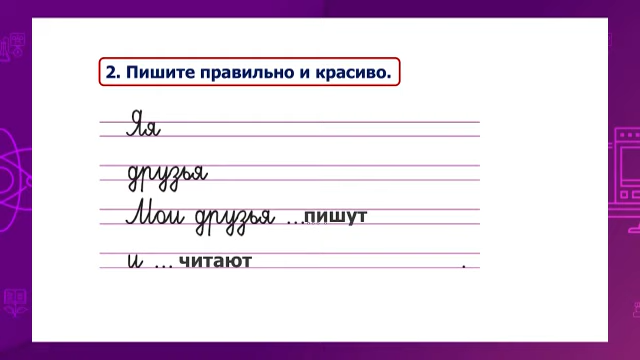 2. Пишите правильно и красиво.
Яя
друзья
Мои друзья ...пишут
и ... читают .